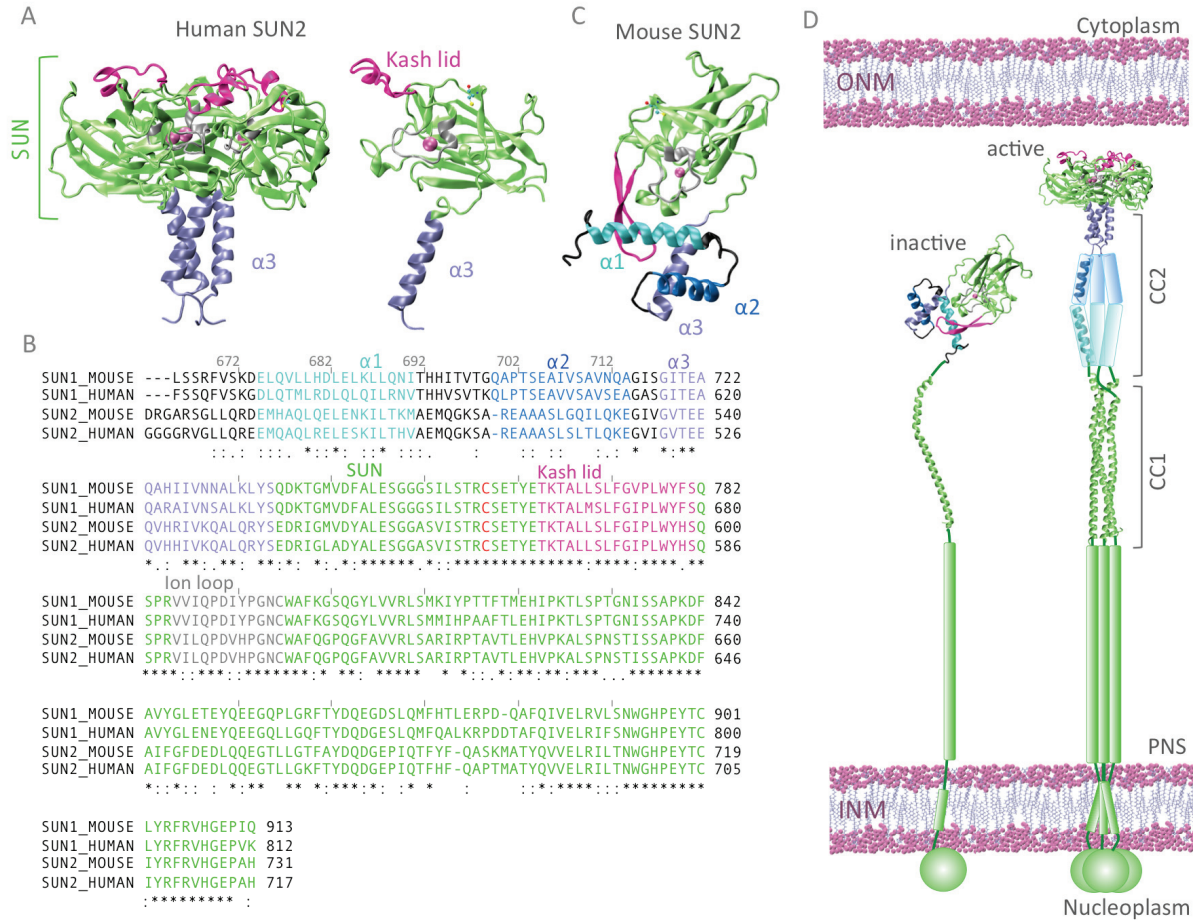 A
Human SUN2
Kash lid
SUN
α3
α3
C
Mouse SUN2
α1
α2
α3
D
Cytoplasm
ONM
active
inactive
CC2
CC1
PNS
INM
Nucleoplasm
B
672 682 α1 692 702 α2 712 α3
SUN1_MOUSE ---LSSRFVSKDELQVLLHDLELKLLQNITHHITVTGQAPTSEAIVSAVNQAGISGITEA 722
SUN1_HUMAN ---FSSQFVSKGDLQTMLRDLQLQILRNVTHHVSVTKQLPTSEAVVSAVSEAGASGITEA 620
SUN2_MOUSE DRGARSGLLQRDEMHAQLQELENKILTKMAEMQGKSA-REAAASLGQILQKEGIVGVTEE 540
SUN2_HUMAN GGGGRVGLLQREEMQAQLRELESKILTHVAEMQGKSA-REAAASLSLTLQKEGVIGVTEE 526
::::. .: *::*: :: : : : :: :. * *:**
SUN Kash lid
SUN1_MOUSE QAHIIVNNALKLYSQDKTGMVDFALESGGGSILSTRCSETYETKTALLSLFGVPLWYFSQ 782
SUN1_HUMAN QARAIVNSALKLYSQDKTGMVDFALESGGGSILSTRCSETYETKTALMSLFGIPLWYFSQ 680
SUN2_MOUSE QVHRIVKQALQRYSEDRIGMVDYALESGGASVISTRCSETYETKTALLSLFGIPLWYHSQ 600
SUN2_HUMAN QVHHIVKQALQRYSEDRIGLADYALESGGASVISTRCSETYETKTALLSLFGIPLWYHSQ 586
*.:. **:.**: **:*: *:.*:******.*::**************:****:****.**
Ion loop
SUN1_MOUSE SPRVVIQPDIYPGNCWAFKGSQGYLVVRLSMKIYPTTFTMEHIPKTLSPTGNISSAPKDF 842
SUN1_HUMAN SPRVVIQPDIYPGNCWAFKGSQGYLVVRLSMMIHPAAFTLEHIPKTLSPTGNISSAPKDF 740
SUN2_MOUSE SPRVILQPDVHPGNCWAFQGPQGFAVVRLSARIRPTAVTLEHVPKALSPNSTISSAPKDF 660
SUN2_HUMAN SPRVILQPDVHPGNCWAFQGPQGFAVVRLSARIRPTAVTLEHVPKALSPNSTISSAPKDF 646
****::***::*******:*.**: ***** * *::.*:**:**:***...*********
SUN1_MOUSE AVYGLETEYQEEGQPLGRFTYDQEGDSLQMFHTLERPD-QAFQIVELRVLSNWGHPEYTC 901
SUN1_HUMAN AVYGLENEYQEEGQLLGQFTYDQEGESLQMFQALKRPDDTAFQIVELRIFSNWGHPEYTC 800
SUN2_MOUSE AIFGFDEDLQQEGTLLGTFAYDQDGEPIQTFYF-QASKMATYQVVELRILTNWGHPEYTC 719
SUN2_HUMAN AIFGFDEDLQQEGTLLGKFTYDQDGEPIQTFHF-QAPTMATYQVVELRILTNWGHPEYTC 705
*::*:: : *:** ** *:***:*: :* * : ::*:****::.*********
SUN1_MOUSE LYRFRVHGEPIQ 913
SUN1_HUMAN LYRFRVHGEPVK 812
SUN2_MOUSE IYRFRVHGEPAH 731
SUN2_HUMAN IYRFRVHGEPAH 717
:********* :